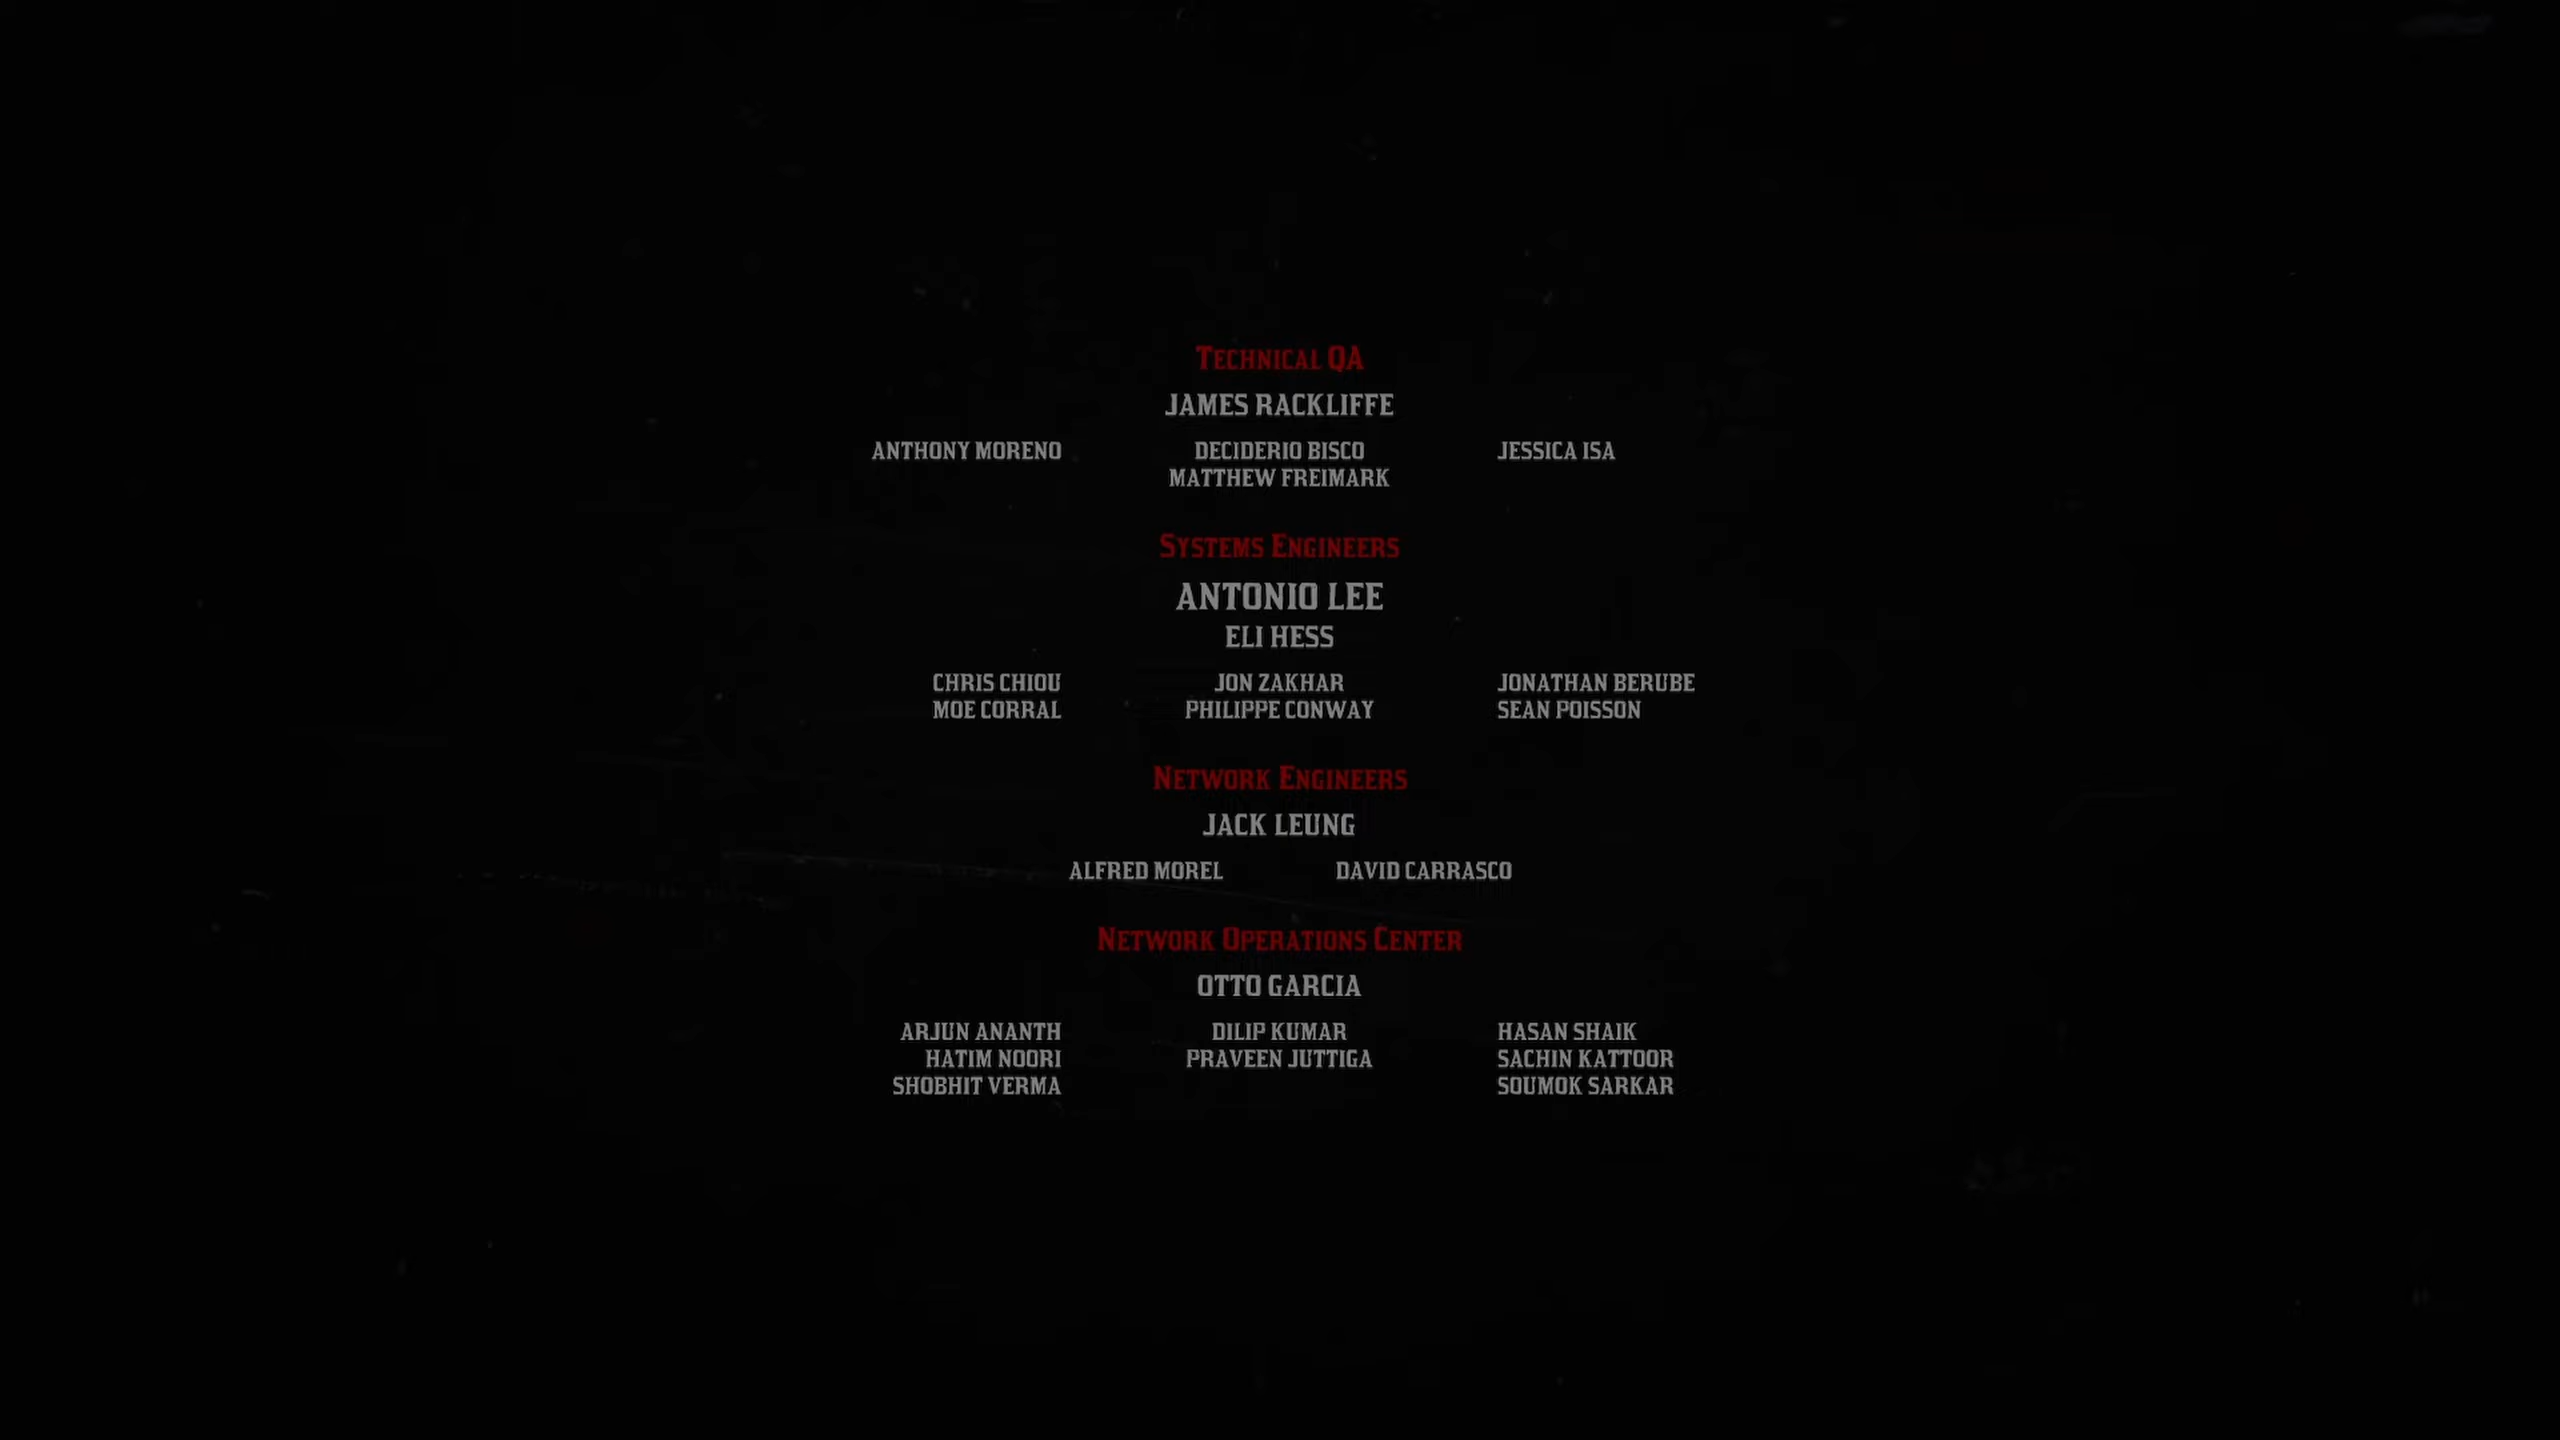 Technical QA
JAMES RACKLIFFE
ANTHONY MORENO DECIDERIO BISCO JESSICA ISA
MATTHEW FREIMARK
Systems Engineers
ANTONIO LEE
ELI HESS
CHRIS CHIOU JON ZAKHAR JONATHAN BERUBE
MOE CORRAL PHILIPPE CONWAY SEAN POISSON
Network Engineers
JACK LEUNG
ALFRED MOREL DAVID CARRASCO
Network Operations Center
OTTO GARCIA
ARJUN ANANTH DILIP KUMAR HASAN SHAIK
HATIM NOORI PRAVEEN JUTTIGA SACHIN KATTOOR
SHOBHIT VERMA SOUMOK SARKAR